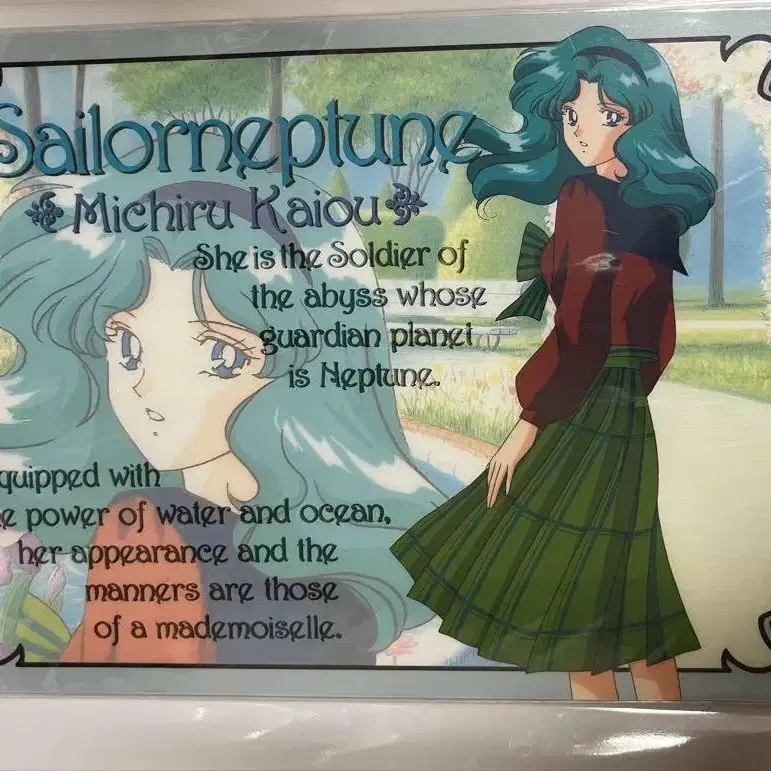 Sailorneptune
Michiru Kaiou
She is the Soldier of
the abyss whose
guardian planet
is Neptune.
quipped with
e power of water and ocean,
her appearance and the
manners are those
of a mademoiselle.